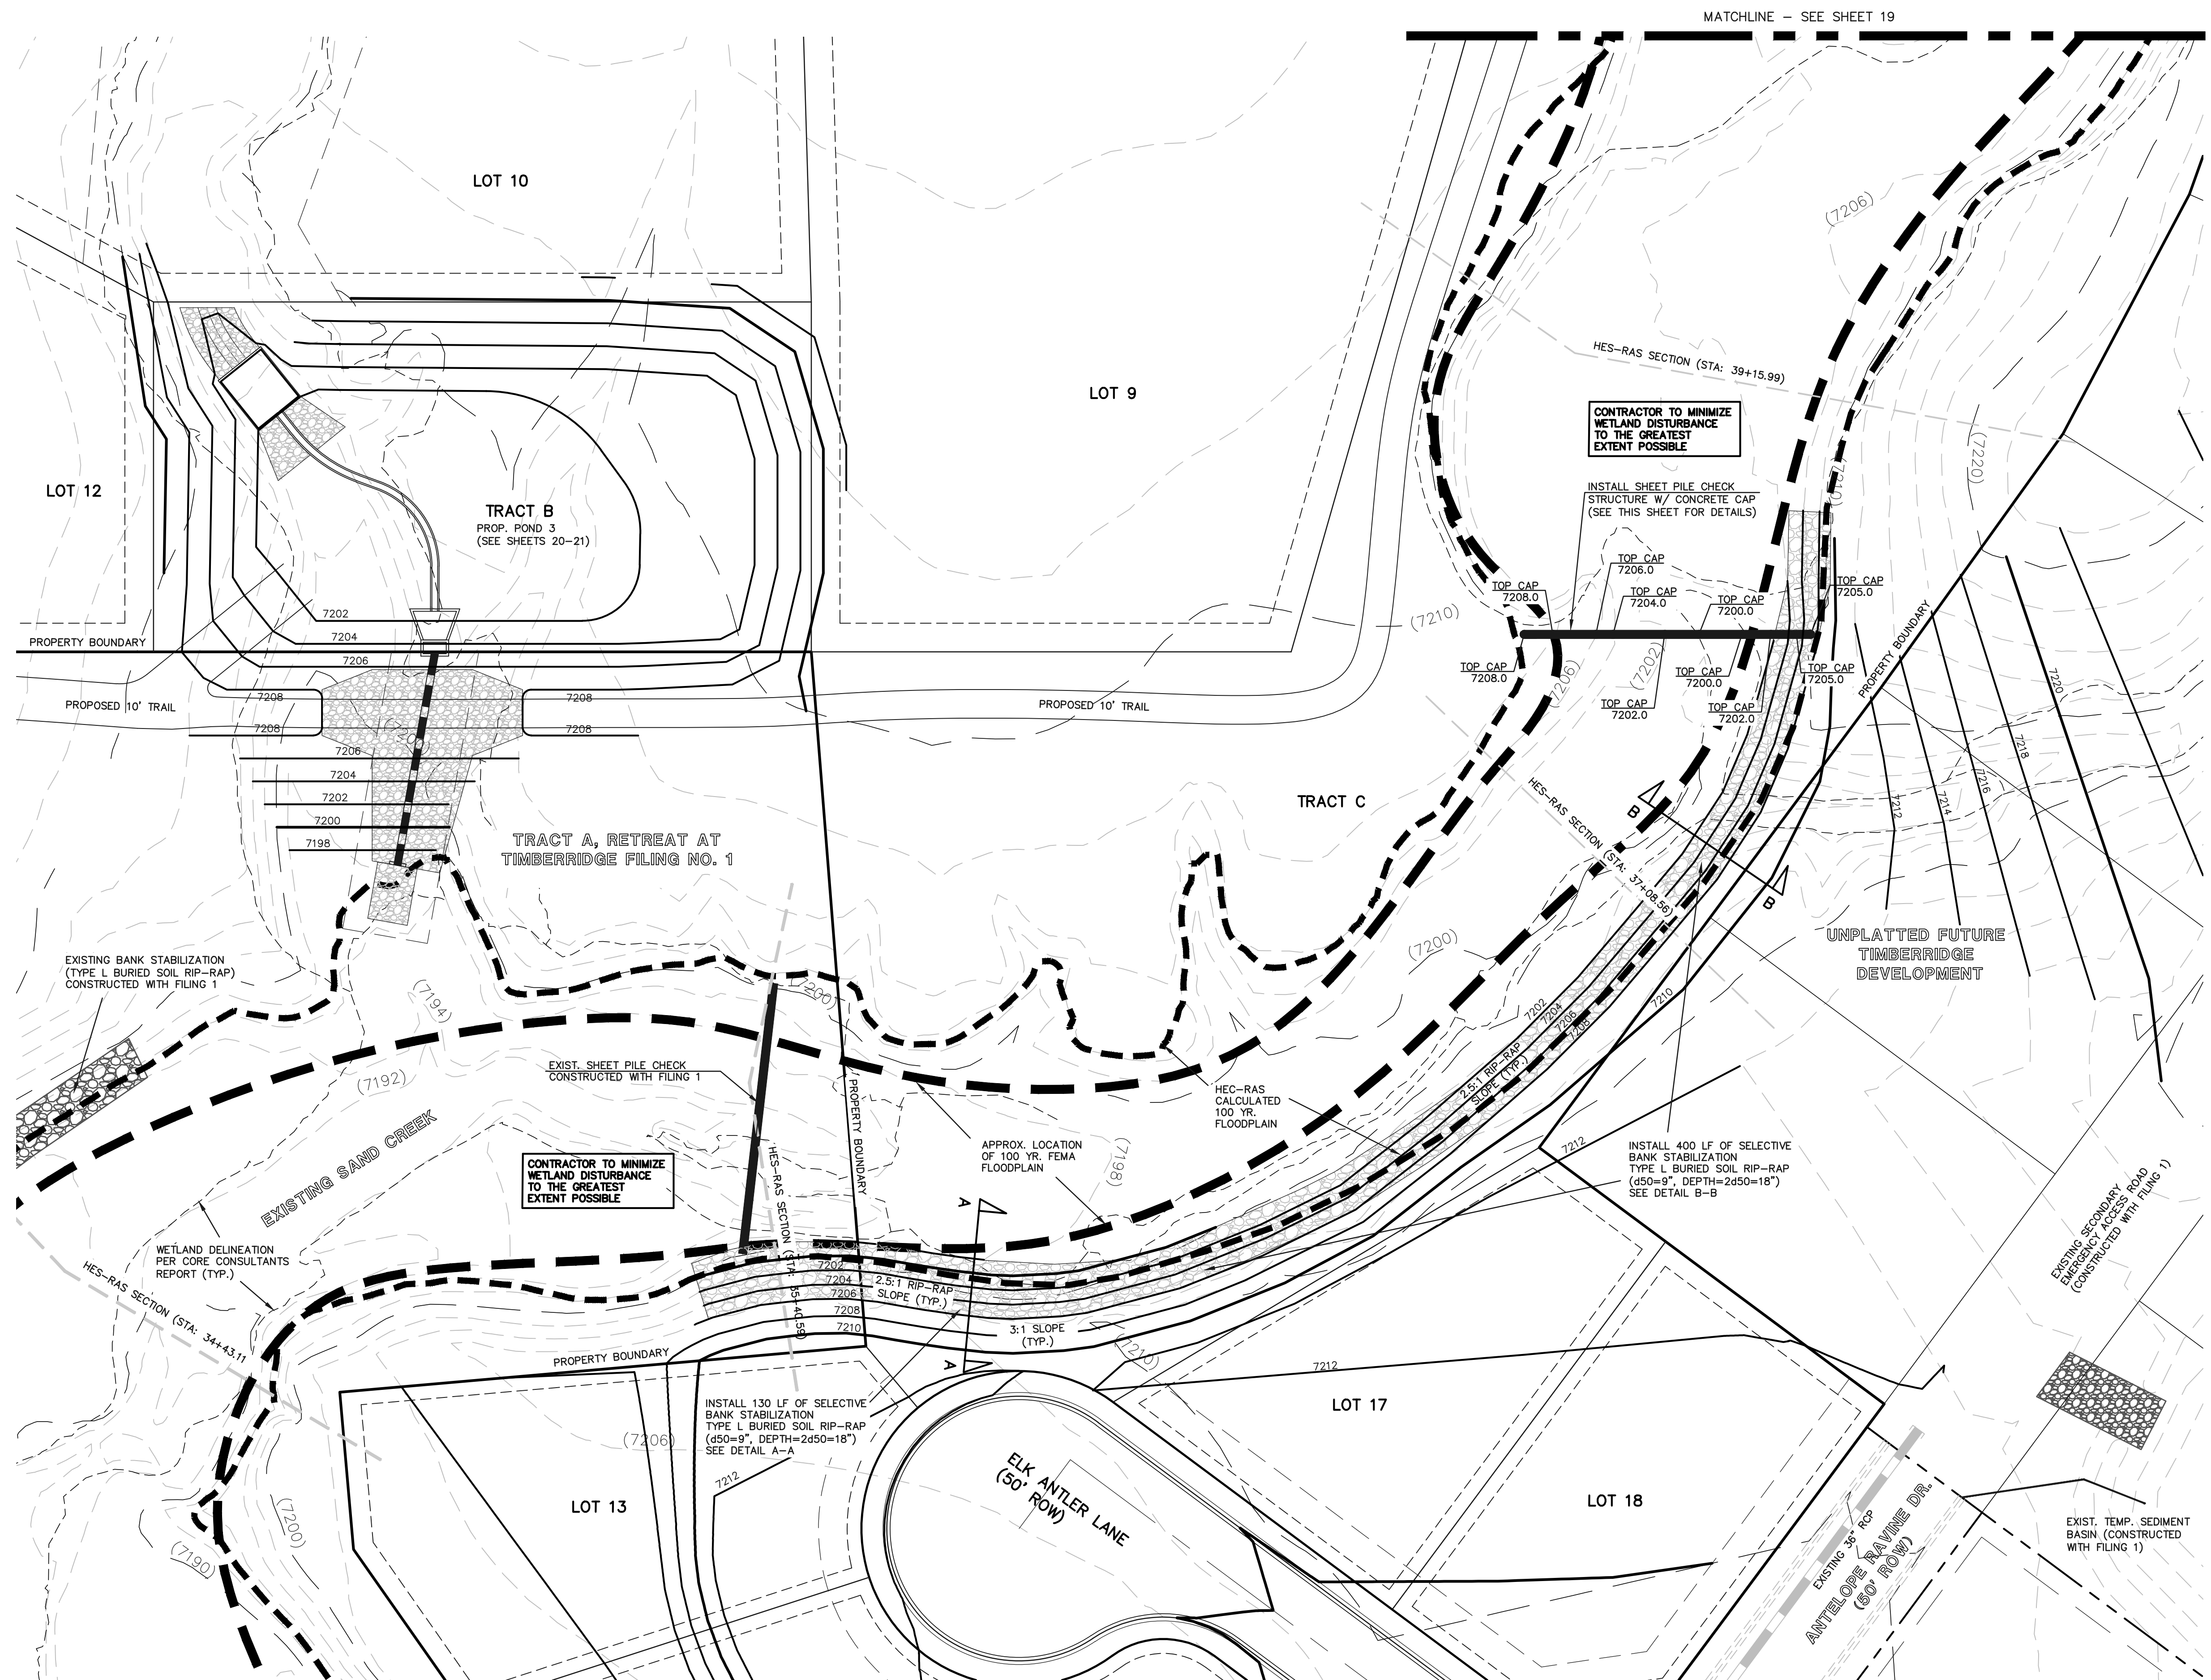 MATCHLINE – SEE SHEET 19
LOT 10
(7206)
HES-RAS SECTION (STA: 39+15.99)
LOT 9
CONTRACTOR TO MINIMIZE
WETLAND DISTURBANCE
TO THE GREATEST
EXTENT POSSIBLE
(7220)
(7210)
LOT 12
INSTALL SHEET PILE CHECK
STRUCTURE W/ CONCRETE CAP
(SEE THIS SHEET FOR DETAILS)
TRACT B
PROP. POND 3
(SEE SHEETS 20-21)
TOP CAP
7206.0
TOP CAP
7208.0
TOP CAP
7204.0
TOP CAP
7200.0
TOP CAP
7205.0
7202
7204
7206
PROPERTY BOUNDARY
(7210)
(7202)
(7206)
TOP CAP
7208.0
TOP CAP
7200.0
TOP CAP
7205.0
TOP CAP
7202.0
TOP CAP
7202.0
PROPERTY BOUNDARY
7220
7218
7216
7214
7212
PROPOSED 10' TRAIL
7208
7208
PROPOSED 10' TRAIL
7208
7208
7206
7204
7202
7200
7198
TRACT C
HES-RAS SECTION (STA: 37+08.56)
B
B
TRACT A, RETREAT AT
TIMBERRIDGE FILING NO. 1
UNPLATTED FUTURE
TIMBERRIDGE
DEVELOPMENT
EXISTING BANK STABILIZATION
(TYPE L BURIED SOIL RIP-RAP)
CONSTRUCTED WITH FILING 1
(7194)
(7200)
(7200)
7202
7204
7206
7208
7210
2.5:1 RIP-RAP
SLOPE (TYP.)
(7192)
EXIST. SHEET PILE CHECK
CONSTRUCTED WITH FILING 1
PROPERTY BOUNDARY
HEC-RAS
CALCULATED
100 YR.
FLOODPLAIN
APPROX. LOCATION
OF 100 YR. FEMA
FLOODPLAIN
(7198)
7212
INSTALL 400 LF OF SELECTIVE
BANK STABILIZATION
TYPE L BURIED SOIL RIP-RAP
(d50=9", DEPTH=2d50=18")
SEE DETAIL B-B
EXISTING SAND CREEK
CONTRACTOR TO MINIMIZE
WETLAND DISTURBANCE
TO THE GREATEST
EXTENT POSSIBLE
EXISTING SECONDARY
EMERGENCY ACCESS ROAD
(CONSTRUCTED WITH FILING 1)
WETLAND DELINEATION
PER CORE CONSULTANTS
REPORT (TYP.)
HES-RAS SECTION (STA: 34+43.11
HES-RAS SECTION (STA:
A
A
7202
7204
7206
7208
7210
2.5:1 RIP-RAP
SLOPE (TYP.)
3:1 SLOPE
(TYP.)
(7210)
PROPERTY BOUNDARY
7212
INSTALL 130 LF OF SELECTIVE
BANK STABILIZATION
TYPE L BURIED SOIL RIP-RAP
(d50=9", DEPTH=2d50=18")
SEE DETAIL A-A
LOT 17
(7206)
7212
LOT 13
ELK ANTLER LANE
(50' ROW)
LOT 18
(7200)
(7190)
EXISTING 36" RCP
ANTELOPE RAVINE DR.
(50' ROW)
EXIST. TEMP. SEDIMENT
BASIN (CONSTRUCTED
WITH FILING 1)